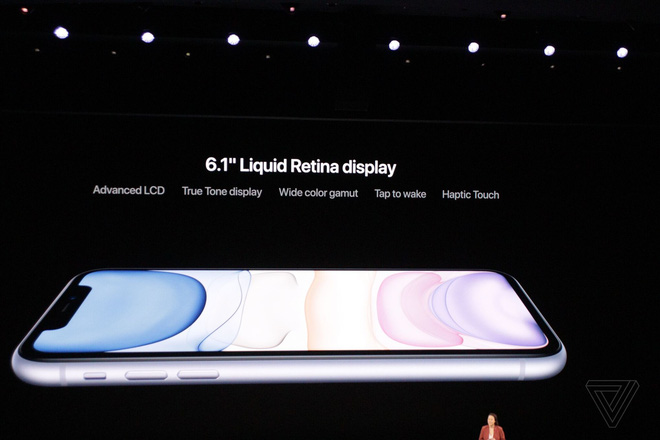 6.1" Liquid Retina display
Advanced LCD True Tone display Wide color gamut Tap to wake Haptic Touch